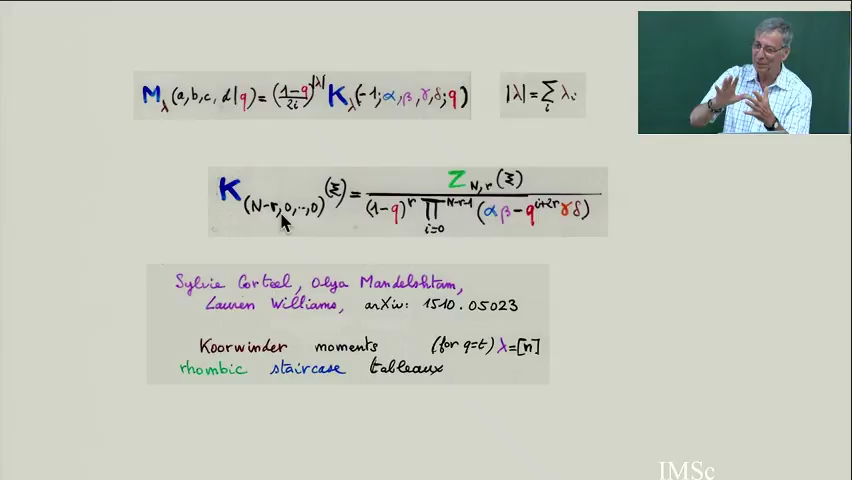 M_λ (a,b,c,d|q) = ((1-q)/2i)^|λ| K_λ(-1; α, β, γ, δ; q)
|λ| = Σ_i λ_i
K_(N-r,0,..,0) (ξ) = Z_N,r (ξ) / (1-q)^r ∏_{i=0}^{N-r-1} (αβ - q^{i+2r} γδ)
Sylvie Corteel, Olya Mandelshtam,
Lauren Williams, arXiv: 1510.05023
Koorwinder moments (for q=t) λ=[n]
rhombic staircase tableaux
IMSc